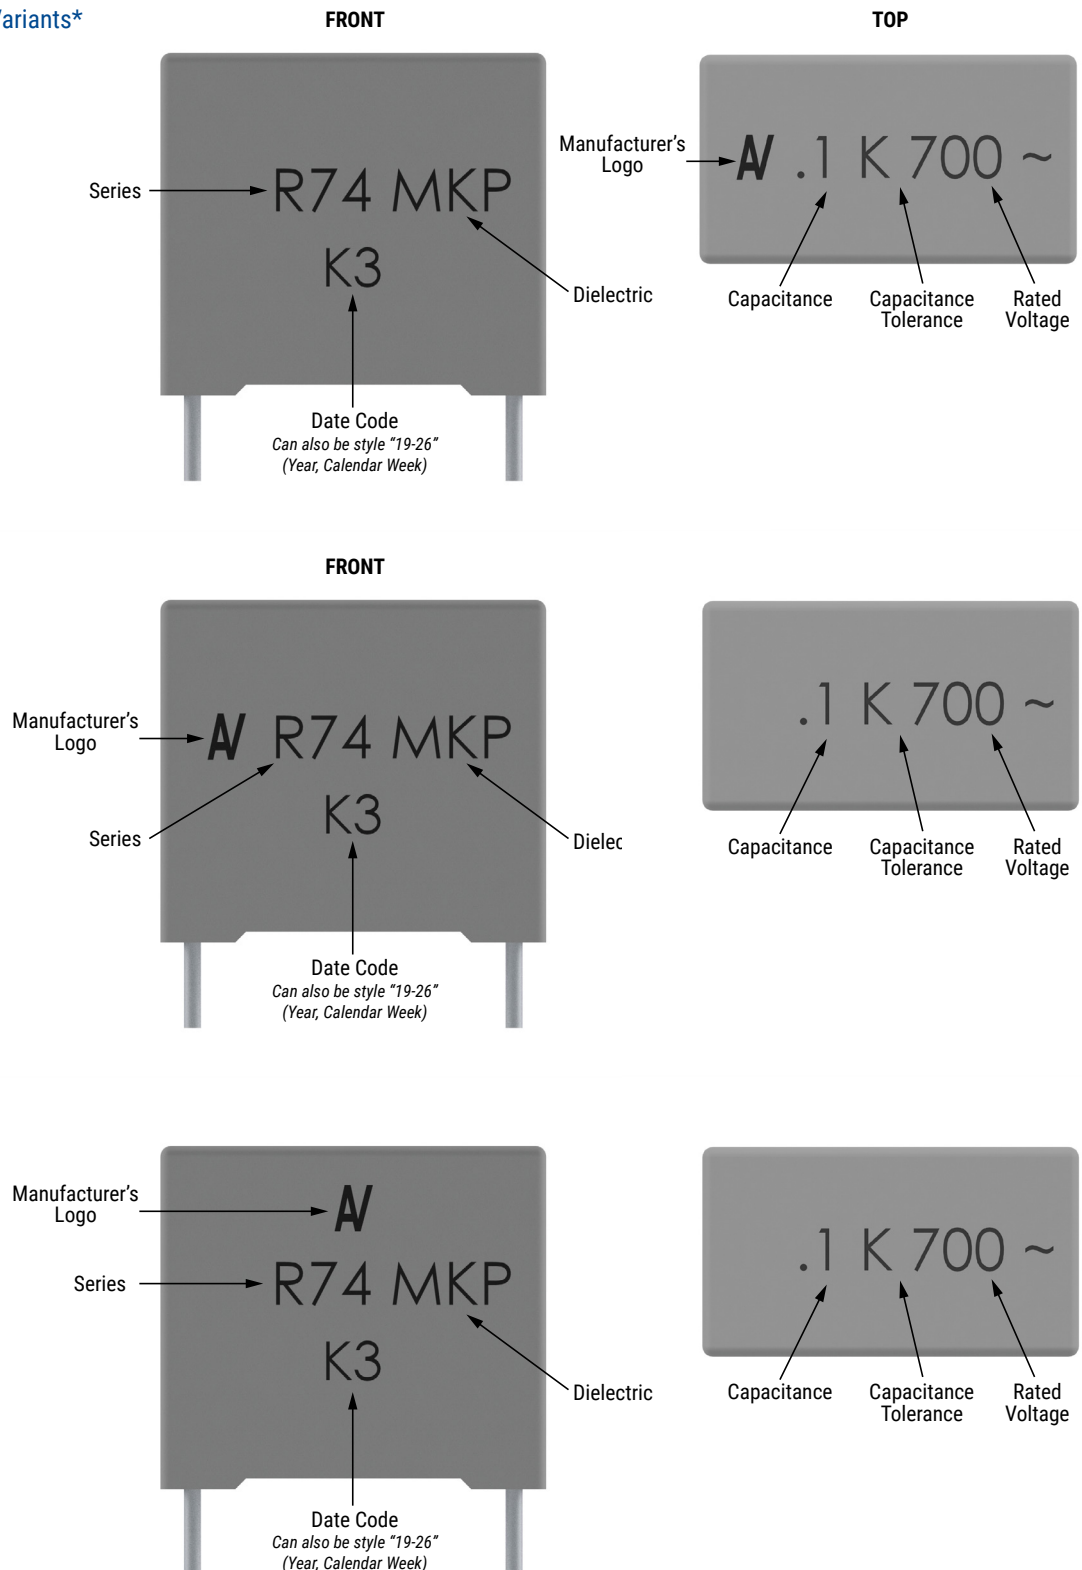 Variants*
FRONT
TOP
R74 MKP
K3
Series
Dielectric
Date Code
Can also be style “19-26”
(Year, Calendar Week)
Manufacturer’s
Logo
.1 K 700 ~
Capacitance
Capacitance
Tolerance
Rated
Voltage
FRONT
Manufacturer’s
Logo
R74 MKP
K3
Series
Dielec
Date Code
Can also be style “19-26”
(Year, Calendar Week)
.1 K 700 ~
Capacitance
Capacitance
Tolerance
Rated
Voltage
Manufacturer’s
Logo
Series
R74 MKP
K3
Dielectric
Date Code
Can also be style “19-26”
(Year, Calendar Week)
.1 K 700 ~
Capacitance
Capacitance
Tolerance
Rated
Voltage